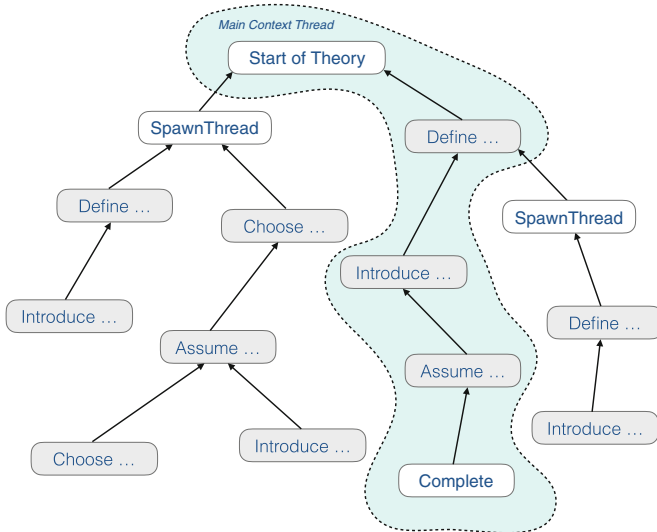 Main Context Thread
Start of Theory
SpawnThread
Define …
Define …
Choose …
SpawnThread
Introduce …
Introduce …
Define …
Assume …
Assume …
Introduce …
Choose …
Introduce …
Complete